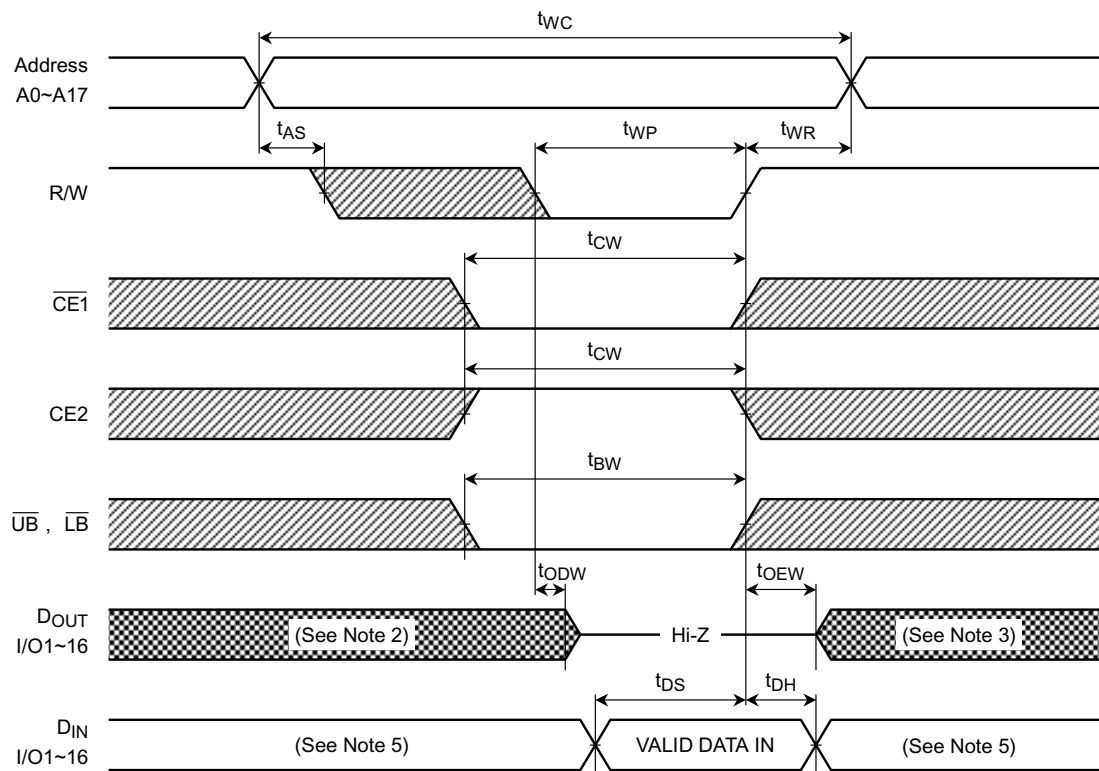 tWC
Address
A0~A17
tAS
tWP
tWR
R/W
tCW
CE1
tCW
CE2
tBW
UB , LB
tODW
tOEW
DOUT
I/O1~16
(See Note 2)
Hi-Z
(See Note 3)
tDS
tDH
DIN
I/O1~16
(See Note 5)
VALID DATA IN
(See Note 5)